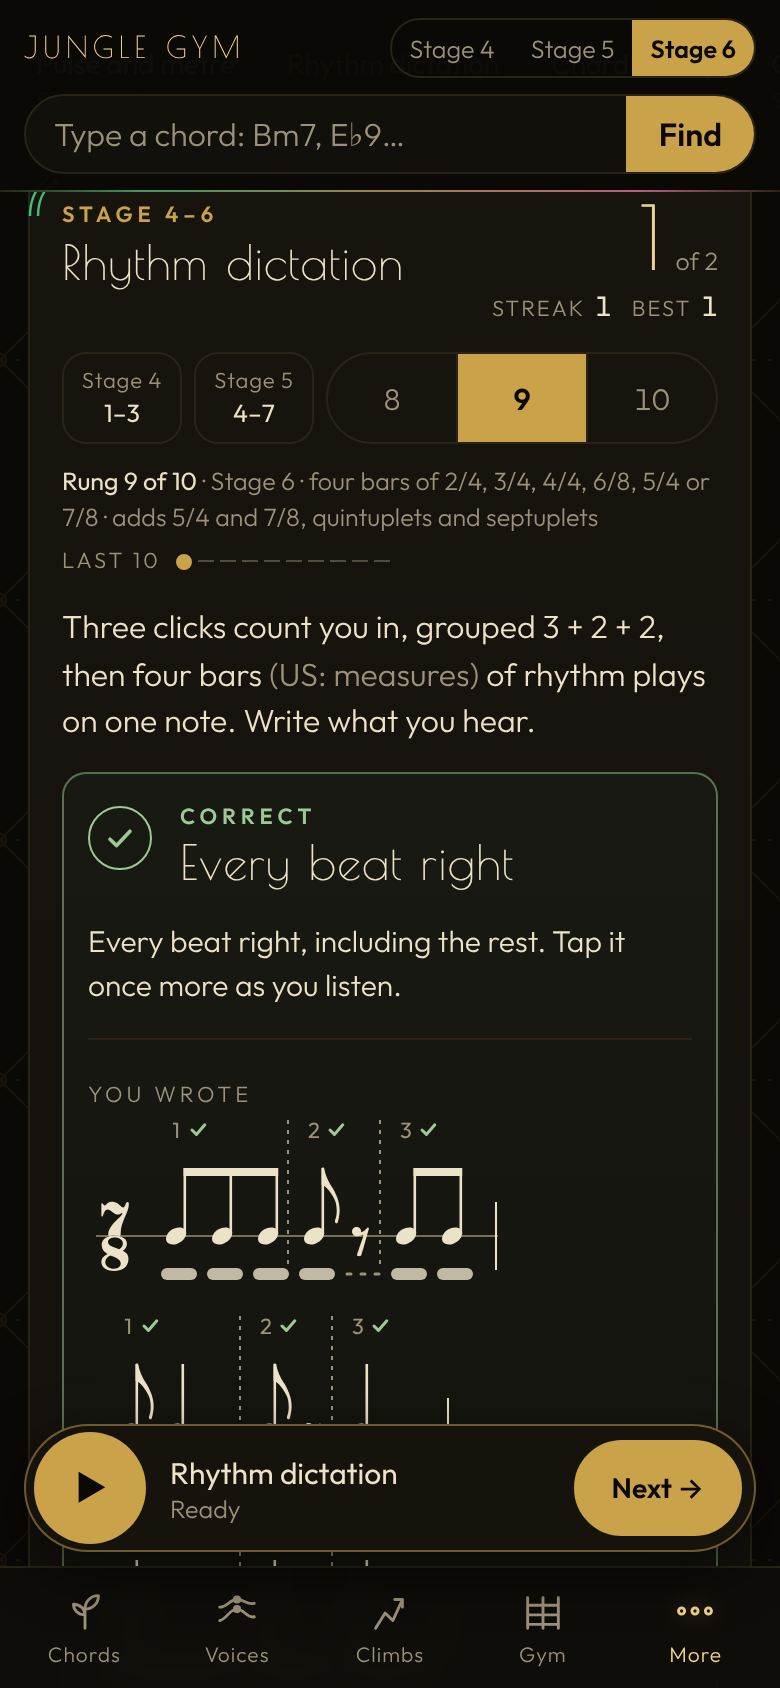 JUNGLE GYM
Stage 4 Stage 5 Stage 6
Type a chord: Bm7, E♭9...
Find
STAGE 4–6
Rhythm dictation
1 of 2
STREAK 1 BEST 1
Stage 4
1–3
Stage 5
4–7
8 9 10
Rung 9 of 10 · Stage 6 · four bars of 2/4, 3/4, 4/4, 6/8, 5/4 or
7/8 · adds 5/4 and 7/8, quintuplets and septuplets
LAST 10
Three clicks count you in, grouped 3 + 2 + 2,
then four bars (US: measures) of rhythm plays
on one note. Write what you hear.
CORRECT
Every beat right
Every beat right, including the rest. Tap it
once more as you listen.
YOU WROTE
1 ✓ 2 ✓ 3 ✓
7
8
1 ✓ 2 ✓ 3 ✓
Rhythm dictation
Ready
Next →
Chords Voices Climbs Gym More